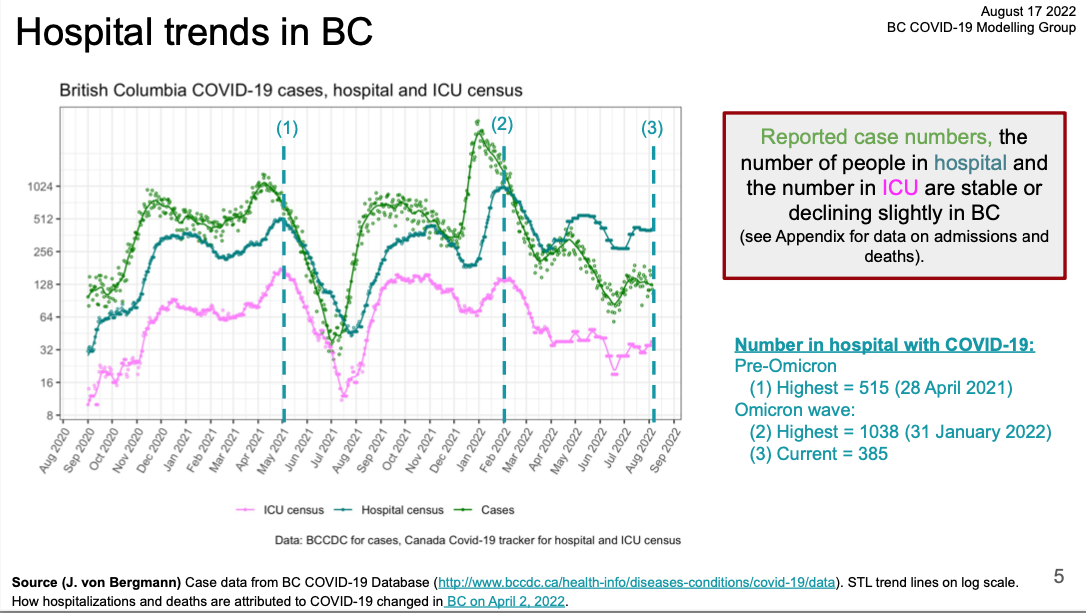 August 17 2022
BC COVID-19 Modelling Group
Hospital trends in BC
British Columbia COVID-19 cases, hospital and ICU census
(1)
(2)
(3)
1024
512
256
128
64
32
16
8
Aug 2020
Sep 2020
Oct 2020
Nov 2020
Dec 2020
Jan 2021
Feb 2021
Mar 2021
Apr 2021
May 2021
Jun 2021
Jul 2021
Aug 2021
Sep 2021
Oct 2021
Nov 2021
Dec 2021
Jan 2022
Feb 2022
Mar 2022
Apr 2022
May 2022
Jun 2022
Jul 2022
Aug 2022
Sep 2022
ICU census
Hospital census
Cases
Data: BCCDC for cases, Canada Covid-19 tracker for hospital and ICU census
Reported case numbers, the
number of people in hospital and
the number in ICU are stable or
declining slightly in BC
(see Appendix for data on admissions and
deaths).
Number in hospital with COVID-19:
Pre-Omicron
(1) Highest = 515 (28 April 2021)
Omicron wave:
(2) Highest = 1038 (31 January 2022)
(3) Current = 385
Source (J. von Bergmann) Case data from BC COVID-19 Database (http://www.bccdc.ca/health-info/diseases-conditions/covid-19/data). STL trend lines on log scale.
How hospitalizations and deaths are attributed to COVID-19 changed in BC on April 2, 2022.
5